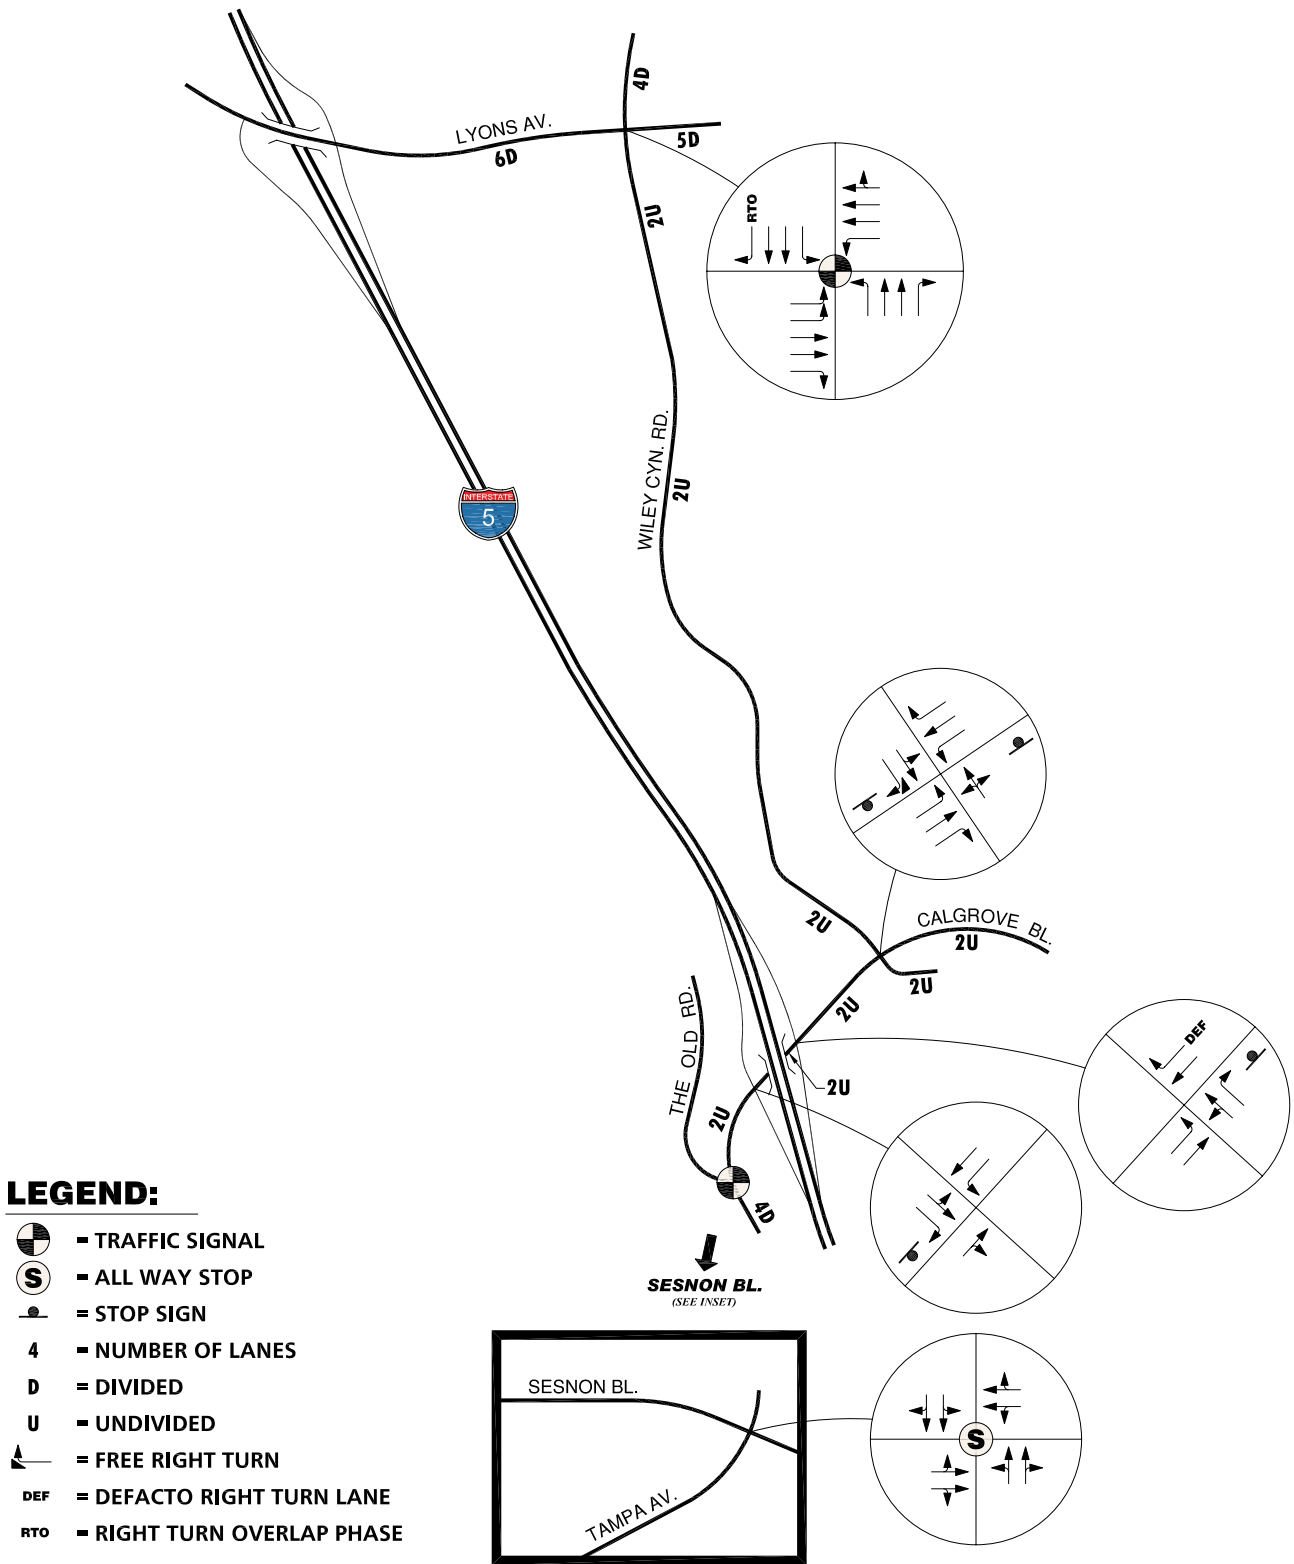 4D
LYONS AV.
6D
5D
2U
RTO
WILEY CYN. RD.
2U
INTERSTATE
5
2U
CALGROVE BL.
2U
2U
2U
THE OLD RD.
2U
2U
DEF
4D
SESNON BL.
(SEE INSET)
SESNON BL.
TAMPA AV.
S
LEGEND:
= TRAFFIC SIGNAL
S = ALL WAY STOP
= STOP SIGN
4 = NUMBER OF LANES
D = DIVIDED
U = UNDIVIDED
= FREE RIGHT TURN
DEF = DEFACTO RIGHT TURN LANE
RTO = RIGHT TURN OVERLAP PHASE